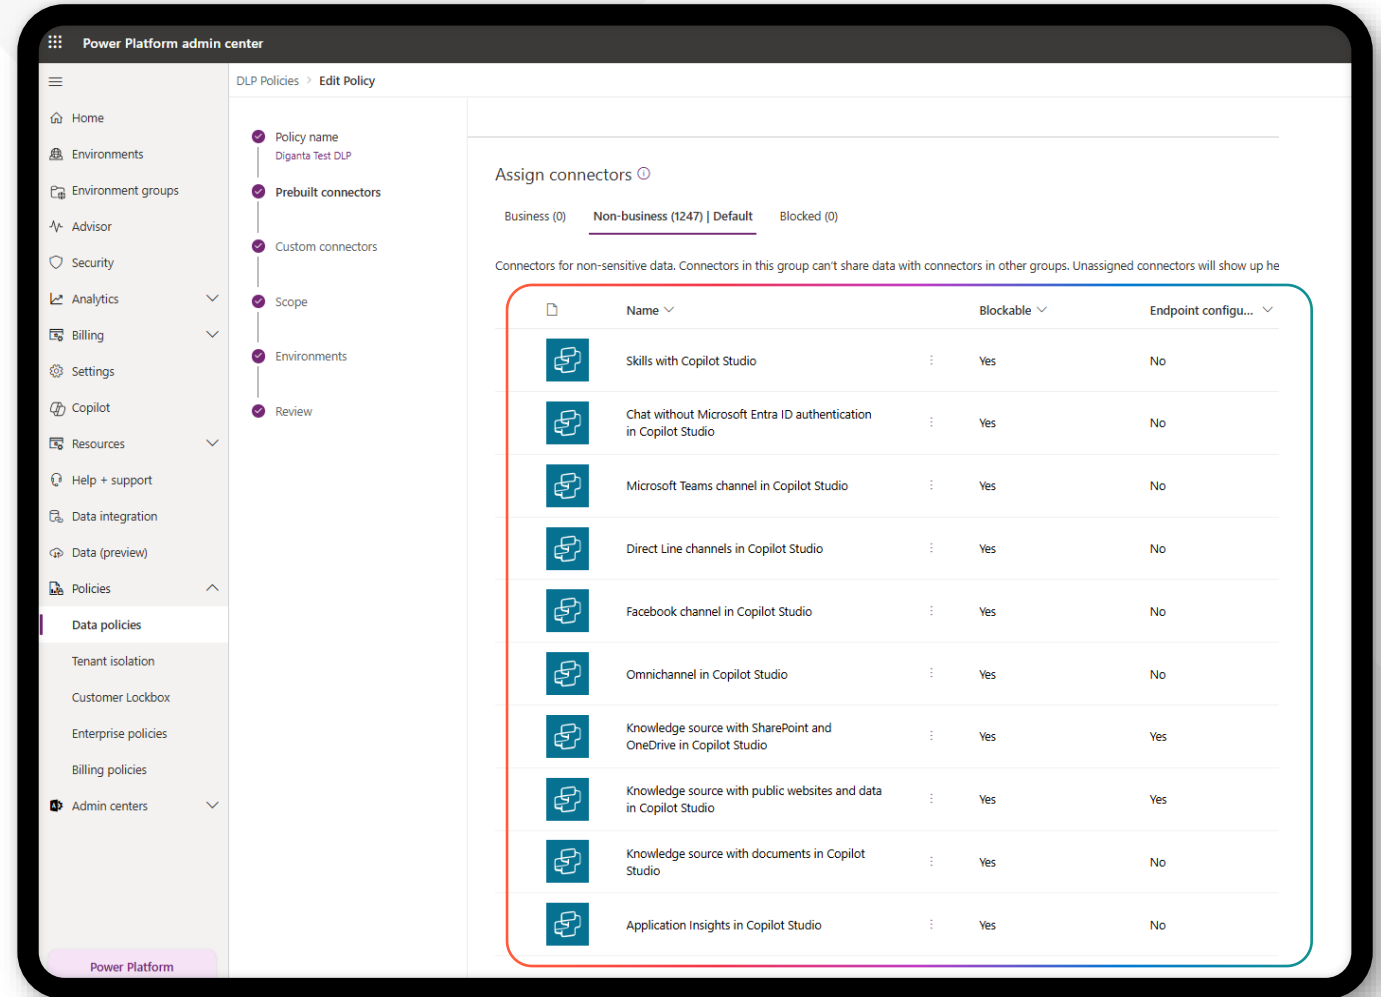 Power Platform admin center
DLP Policies > Edit Policy
Home
Environments
Environment groups
Advisor
Security
Analytics
Billing
Settings
Copilot
Resources
Help + support
Data integration
Data (preview)
Policies
Data policies
Tenant isolation
Customer Lockbox
Enterprise policies
Billing policies
Admin centers
Power Platform
Policy name
Diganta Test DLP
Prebuilt connectors
Custom connectors
Scope
Environments
Review
Assign connectors
Business (0) Non-business (1247) | Default Blocked (0)
Connectors for non-sensitive data. Connectors in this group can't share data with connectors in other groups. Unassigned connectors will show up he
Name Blockable Endpoint configu...
Skills with Copilot Studio Yes No
Chat without Microsoft Entra ID authentication
in Copilot Studio Yes No
Microsoft Teams channel in Copilot Studio Yes No
Direct Line channels in Copilot Studio Yes No
Facebook channel in Copilot Studio Yes No
Omnichannel in Copilot Studio Yes No
Knowledge source with SharePoint and
OneDrive in Copilot Studio Yes Yes
Knowledge source with public websites and data
in Copilot Studio Yes Yes
Knowledge source with documents in Copilot
Studio Yes No
Application Insights in Copilot Studio Yes No